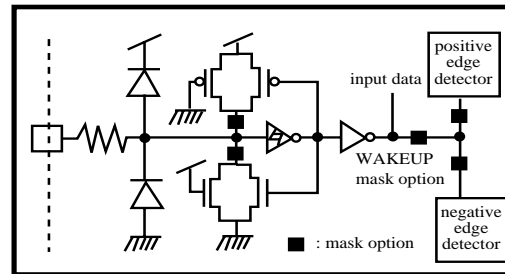 positive
edge
detector
input data
WAKEUP
mask option
negative
edge
detector
: mask option